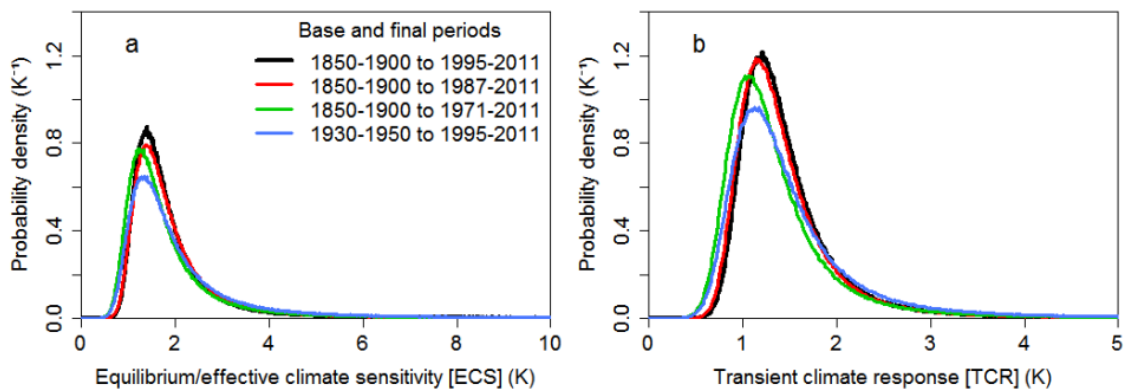 a
Base and final periods
1850-1900 to 1995-2011
1850-1900 to 1987-2011
1850-1900 to 1971-2011
1930-1950 to 1995-2011
Probability density (K⁻¹)
0.0 0.4 0.8 1.2
0 2 4 6 8 10
Equilibrium/effective climate sensitivity [ECS] (K)
b
Probability density (K⁻¹)
0.0 0.4 0.8 1.2
0 1 2 3 4 5
Transient climate response [TCR] (K)